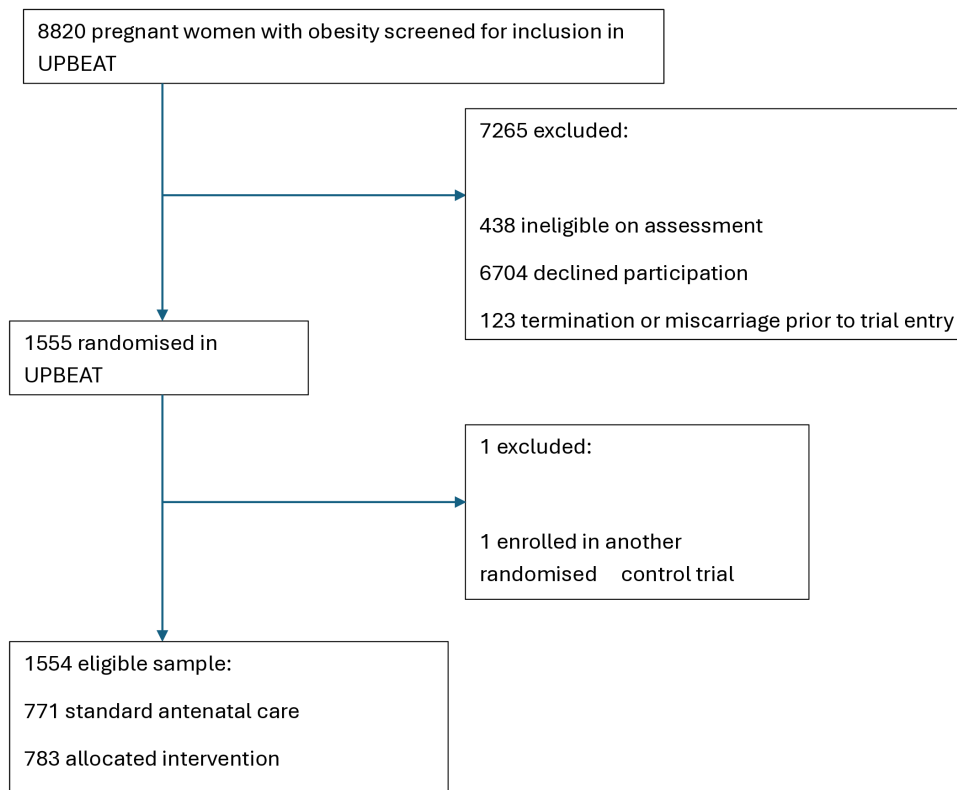 8820 pregnant women with obesity screened for inclusion in
UPBEAT
7265 excluded:
438 ineligible on assessment
6704 declined participation
123 termination or miscarriage prior to trial entry
1555 randomised in
UPBEAT
1 excluded:
1 enrolled in another
randomised control trial
1554 eligible sample:
771 standard antenatal care
783 allocated intervention